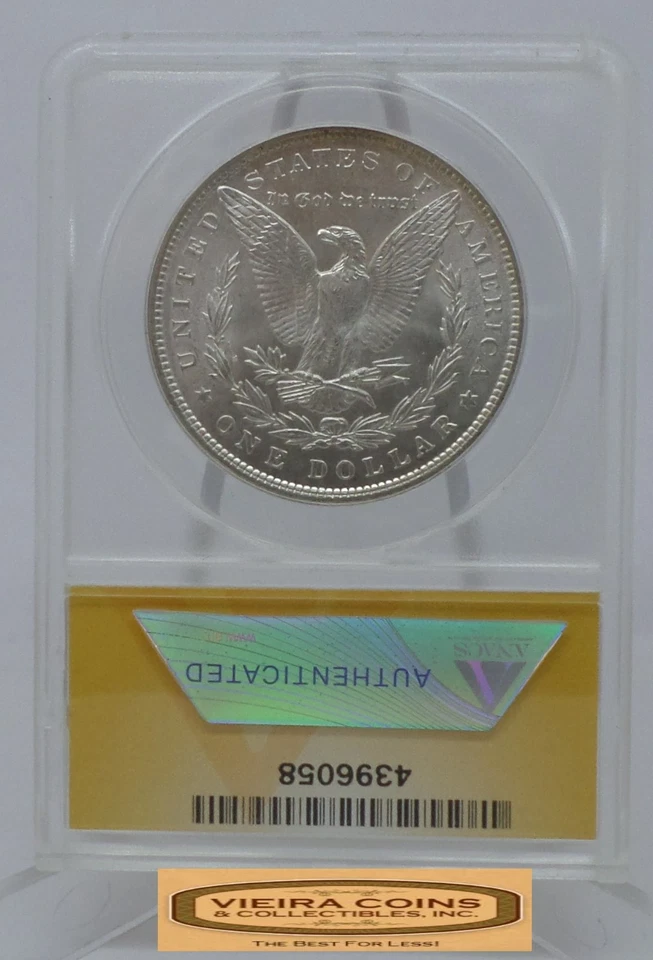 UNITED STATES OF AMERICA
In God we trust
ONE DOLLAR
ANACS
AUTHENTICATED
4396058
VIEIRA COINS
& COLLECTIBLES, INC.
THE BEST FOR LESS!